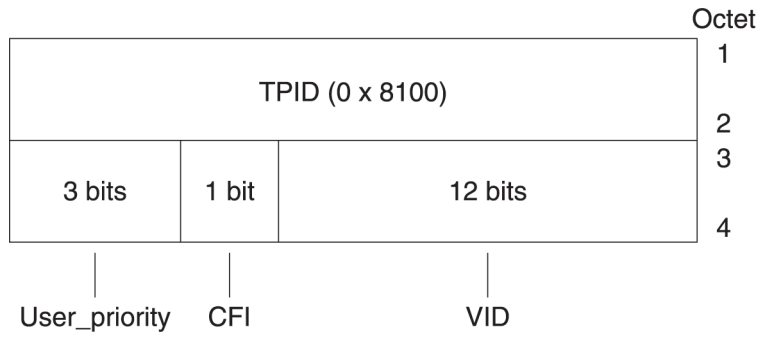 Octet
1
TPID (0 x 8100)
2
3
3 bits
1 bit
12 bits
4
User_priority
CFI
VID